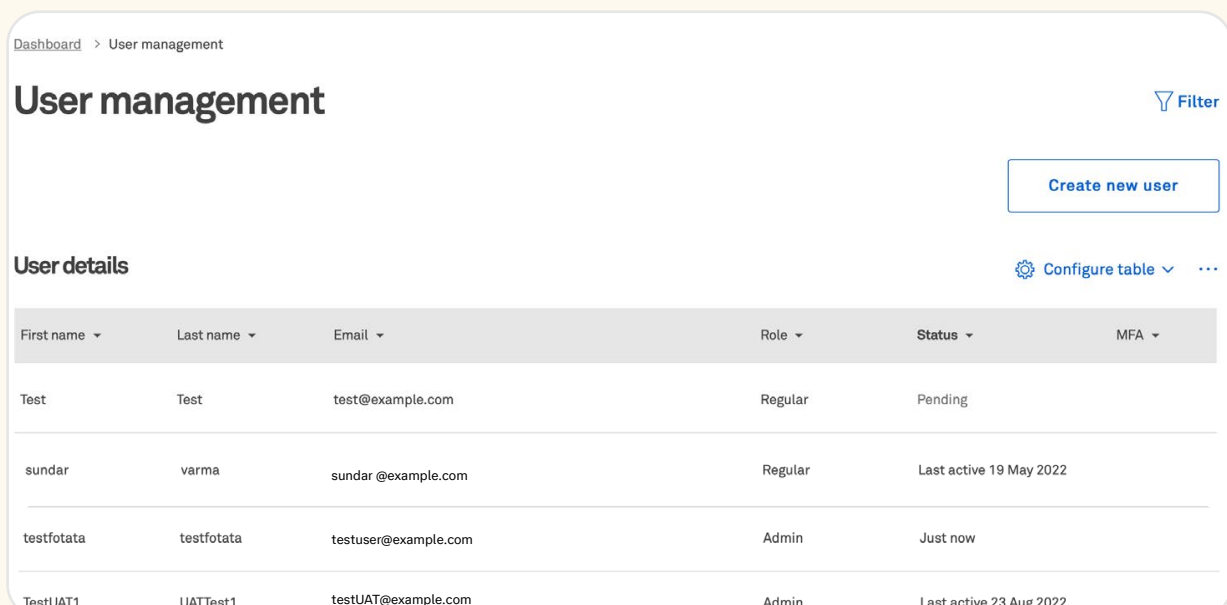 Dashboard > User management
User management
Filter
Create new user
User details
Configure table ...
First name Last name Email Role Status MFA
Test Test test@example.com Regular Pending
sundar varma sundar @example.com Regular Last active 19 May 2022
testfotata testfotata testuser@example.com Admin Just now
TestUAT1 UATTest1 testUAT@example.com Admin Last active 23 Aug 2022